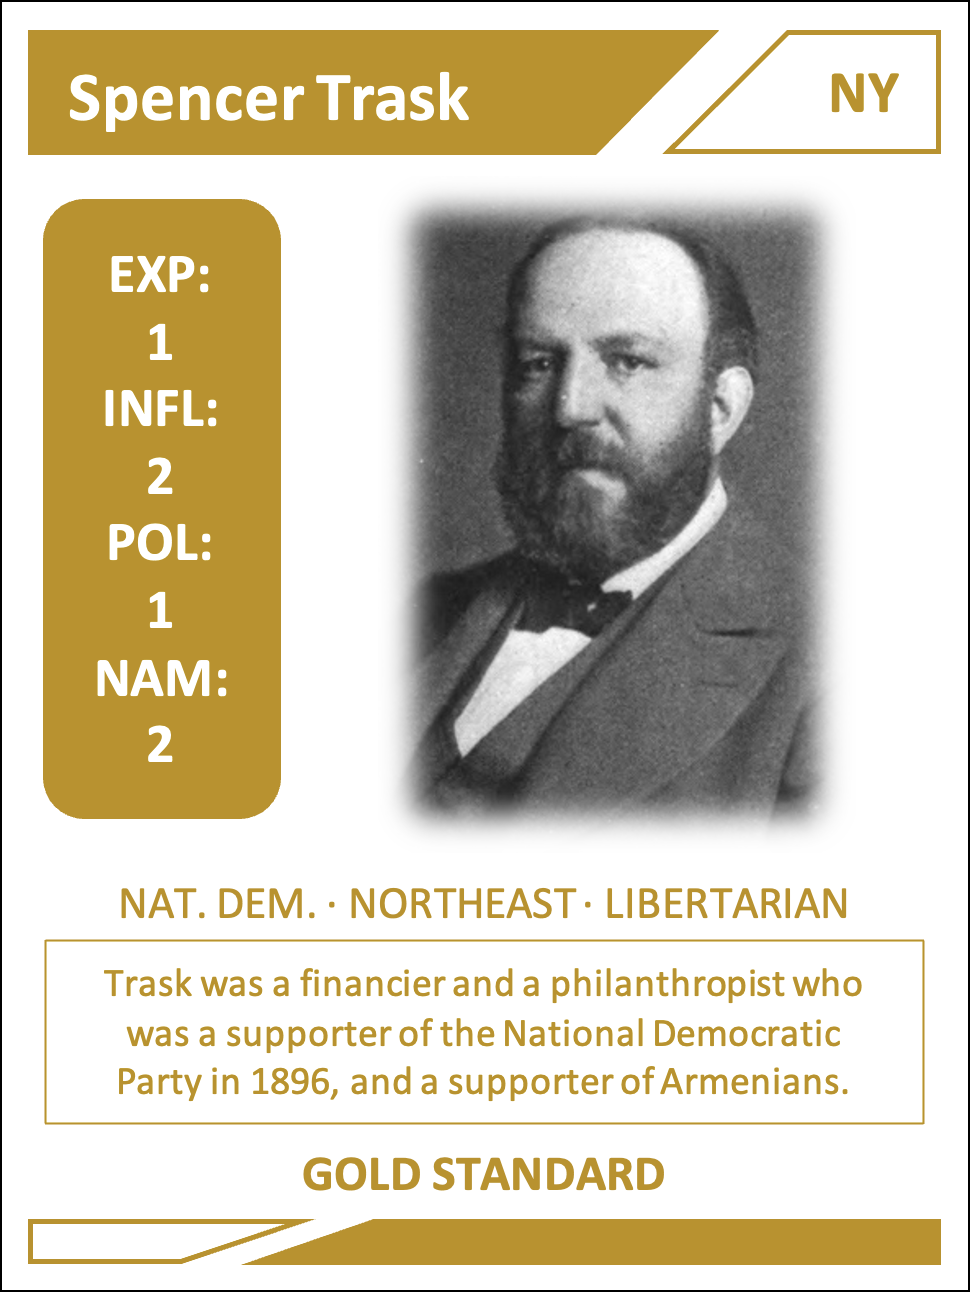 Spencer Trask
NY
EXP:
1
INFL:
2
POL:
1
NAM:
2
NAT. DEM. · NORTHEAST · LIBERTARIAN
Trask was a financier and a philanthropist who
was a supporter of the National Democratic
Party in 1896, and a supporter of Armenians.
GOLD STANDARD